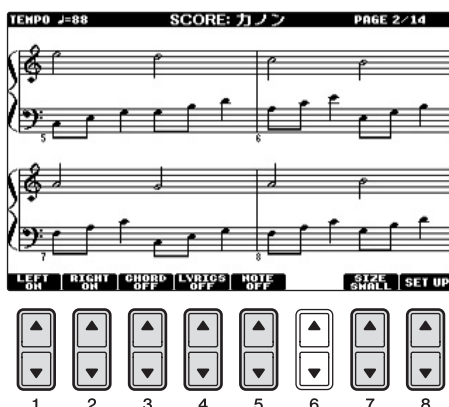 TEMPO ♩=88 SCORE: カノン PAGE 2/14
5 6
7 8
LEFT ON RIGHT ON CHORD OFF LYRICS OFF NOTE OFF SIZE SMALL SET UP
1 2 3 4 5 6 7 8